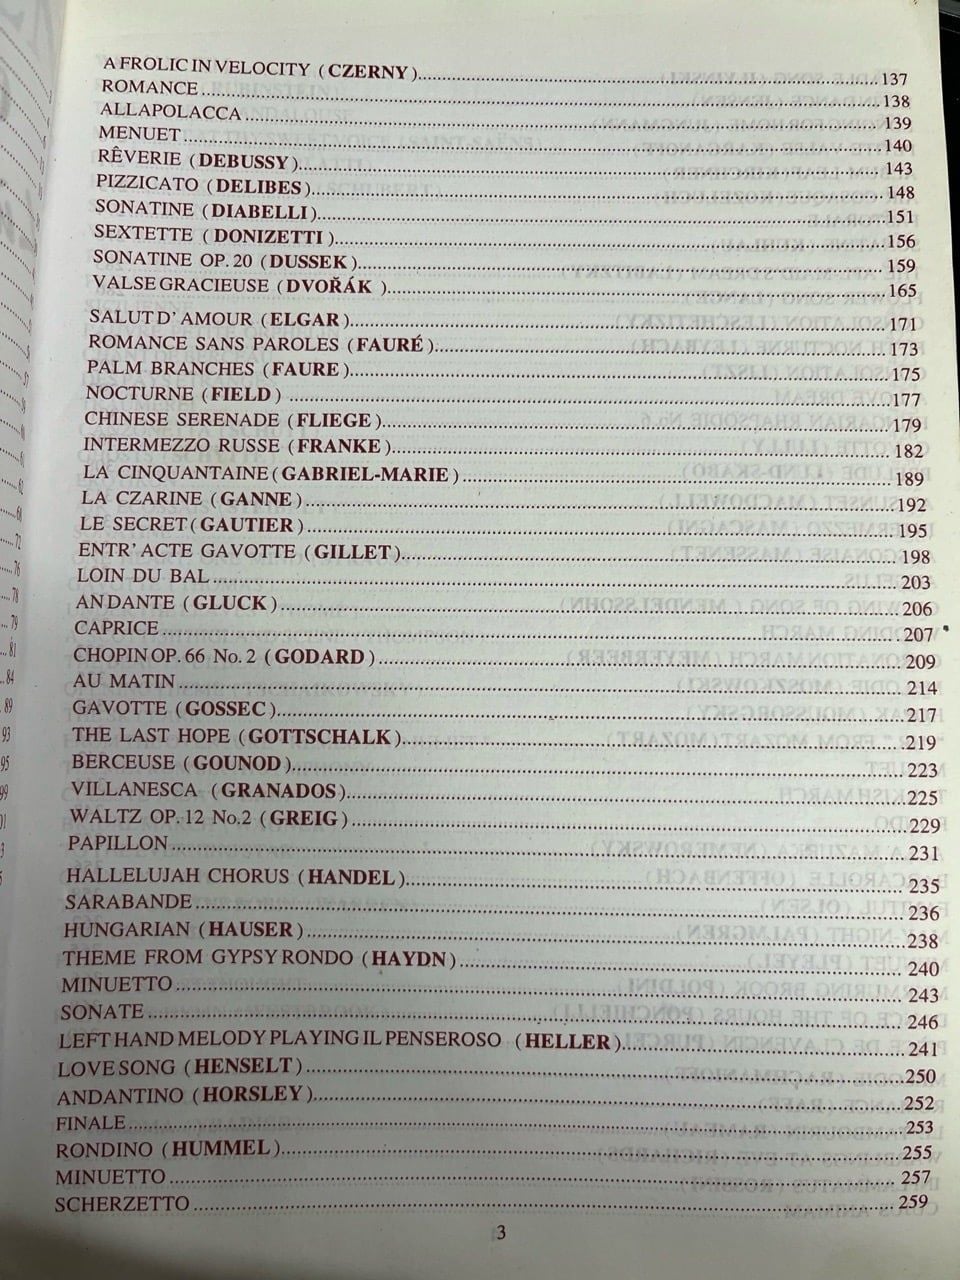 A FROLIC IN VELOCITY (CZERNY)......137
ROMANCE......138
ALLAPOLACCA......139
MENUET......140
RÊVERIE (DEBUSSY)......143
PIZZICATO (DELIBES)......148
SONATINE (DIABELLI)......151
SEXTETTE (DONIZETTI)......156
SONATINE OP. 20 (DUSSEK)......159
VALSE GRACIEUSE (DVOŘÁK)......165
SALUT D' AMOUR (ELGAR)......171
ROMANCE SANS PAROLES (FAURÉ)......173
PALM BRANCHES (FAURE)......175
NOCTURNE (FIELD)......177
CHINESE SERENADE (FLIEGE)......179
INTERMEZZO RUSSE (FRANKE)......182
LA CINQUANTAINE (GABRIEL-MARIE)......189
LA CZARINE (GANNE)......192
LE SECRET (GAUTIER)......195
ENTR' ACTE GAVOTTE (GILLET)......198
LOIN DU BAL......203
ANDANTE (GLUCK)......206
CAPRICE......207
CHOPIN OP. 66 No. 2 (GODARD)......209
AU MATIN......214
GAVOTTE (GOSSEC)......217
THE LAST HOPE (GOTTSCHALK)......219
BERCEUSE (GOUNOD)......223
VILLANESCA (GRANADOS)......225
WALTZ OP. 12 No.2 (GREIG)......229
PAPILLON......231
HALLELUJAH CHORUS (HANDEL)......235
SARABANDE......236
HUNGARIAN (HAUSER)......238
THEME FROM GYPSY RONDO (HAYDN)......240
MINUETTO......243
SONATE......246
LEFT HAND MELODY PLAYING IL PENSEROSO (HELLER)......241
LOVE SONG (HENSELT)......250
ANDANTINO (HORSLEY)......252
FINALE......253
RONDINO (HUMMEL)......255
MINUETTO......257
SCHERZETTO......259
3